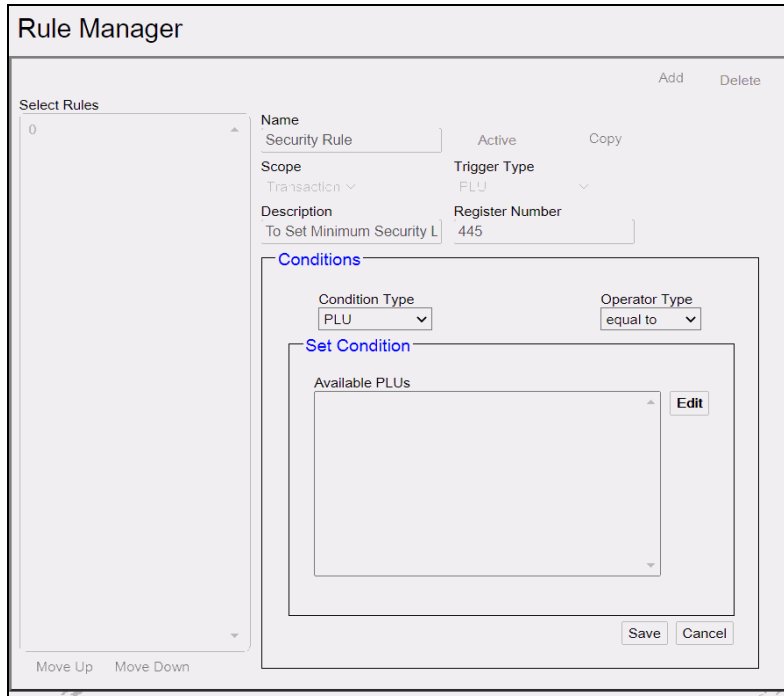 Rule Manager
Add Delete
Select Rules
0
Name
Security Rule
Active
Copy
Scope
Trigger Type
Transaction
PLU
Description
Register Number
To Set Minimum Security L
445
Conditions
Condition Type
Operator Type
PLU
equal to
Set Condition
Available PLUs
Edit
Save Cancel
Move Up Move Down